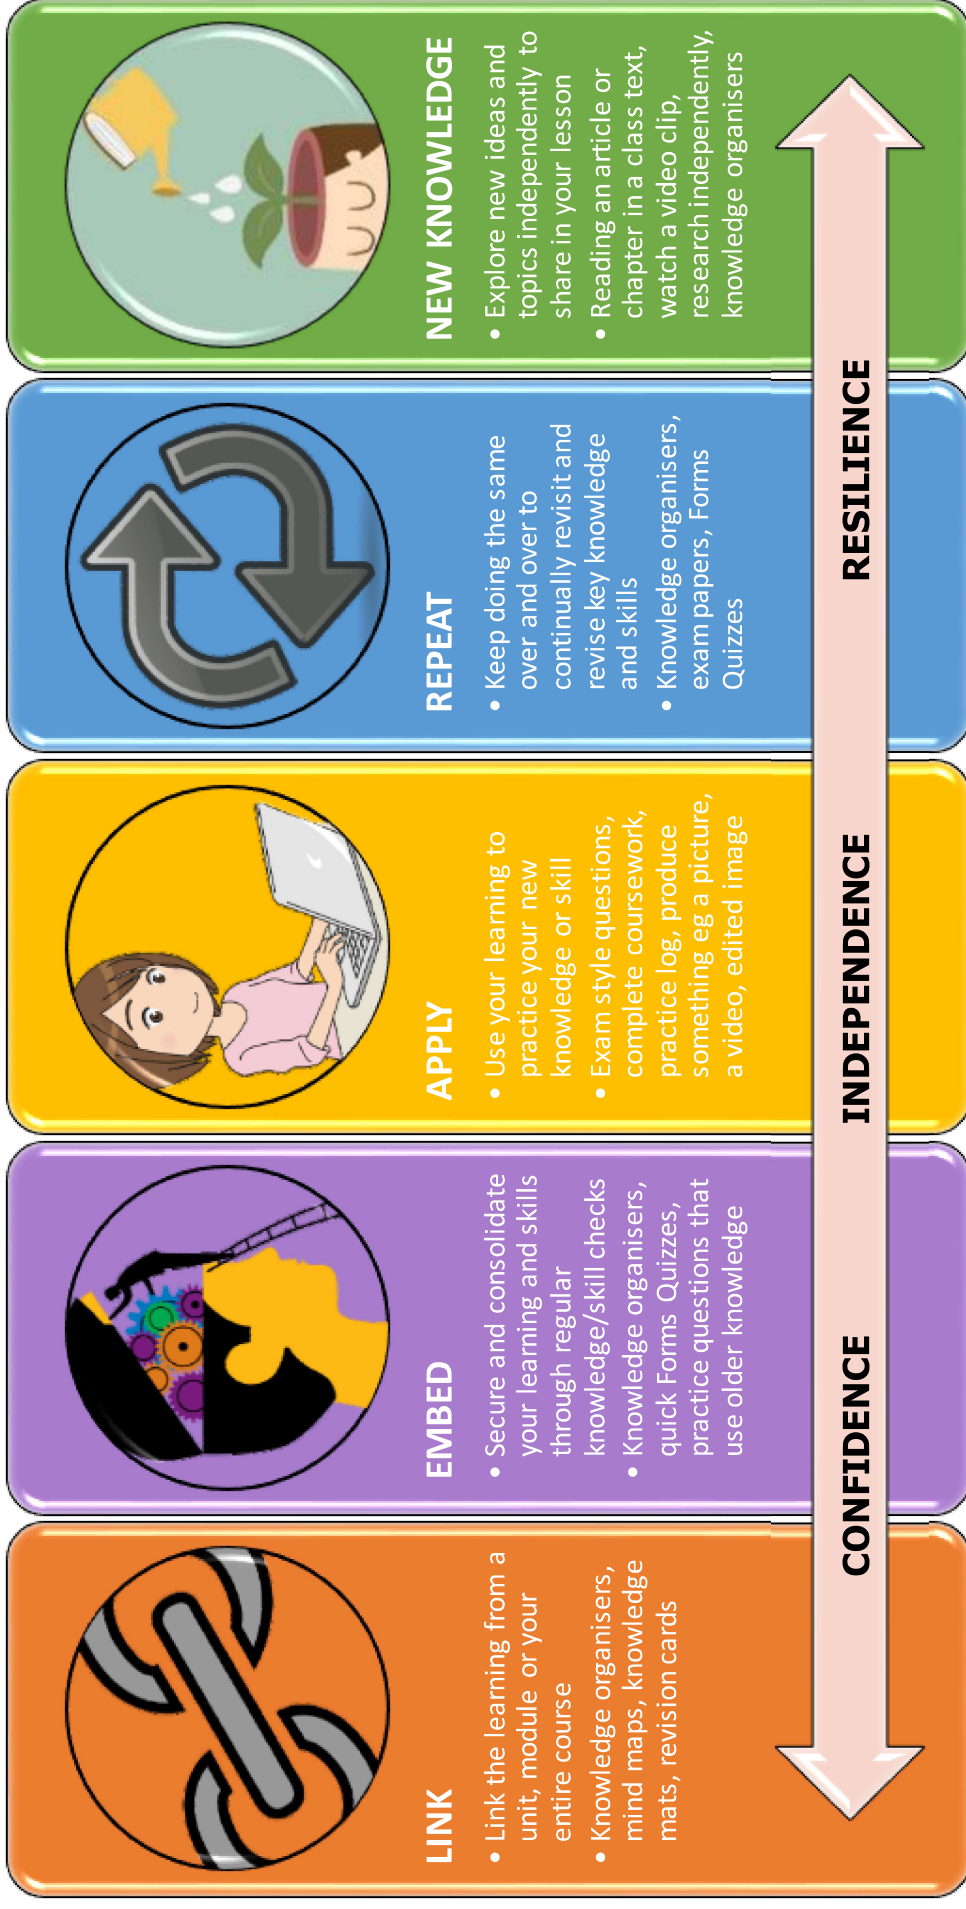 LINK
• Link the learning from a
unit, module or your
entire course
• Knowledge organisers,
mind maps, knowledge
mats, revision cards
EMBED
• Secure and consolidate
your learning and skills
through regular
knowledge/skill checks
• Knowledge organisers,
quick Forms Quizzes,
practice questions that
use older knowledge
APPLY
• Use your learning to
practice your new
knowledge or skill
• Exam style questions,
complete coursework,
practice log, produce
something eg a picture,
a video, edited image
REPEAT
• Keep doing the same
over and over to
continually revisit and
revise key knowledge
and skills
• Knowledge organisers,
exam papers, Forms
Quizzes
NEW KNOWLEDGE
• Explore new ideas and
topics independently to
share in your lesson
• Reading an article or
chapter in a class text,
watch a video clip,
research independently,
knowledge organisers
CONFIDENCE
INDEPENDENCE
RESILIENCE